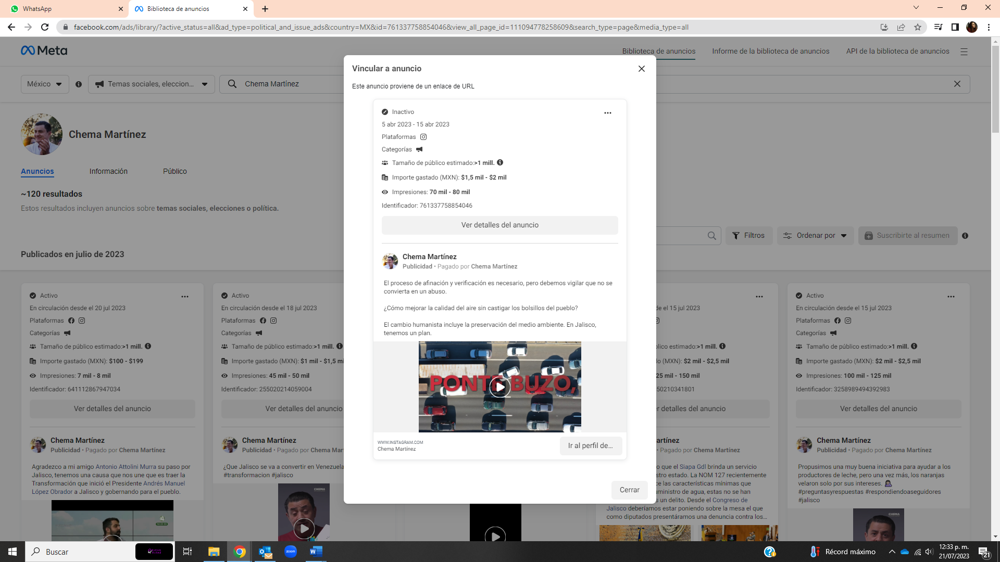 WhatsApp
Biblioteca de anuncios
facebook.com/ads/library/?active_status=all&ad_type=political_and_issue_ads&country=MX&id=761337758854046&view_all_page_id=111094778258609&search_type=page&media_type=all
Meta
Biblioteca de anuncios
Informe de la biblioteca de anuncios
API de la biblioteca de anuncios
México
Temas sociales, eleccion...
Chema Martínez
Chema Martínez
Anuncios
Información
Público
~120 resultados
Estos resultados incluyen anuncios sobre temas sociales, elecciones o política.
Filtros
Ordenar por
Suscribirte al resumen
Publicados en julio de 2023
Vincular a anuncio
Este anuncio proviene de un enlace de URL
Inactivo
5 abr 2023 - 15 abr 2023
Plataformas
Categorías
Tamaño de público estimado:>1 mill.
Importe gastado (MXN): $1,5 mil - $2 mil
Impresiones: 70 mil - 80 mil
Identificador: 761337758854046
Ver detalles del anuncio
Chema Martínez
Publicidad • Pagado por Chema Martínez
El proceso de afinación y verificación es necesario, pero debemos vigilar que no se
convierta en un abuso.
¿Cómo mejorar la calidad del aire sin castigar los bolsillos del pueblo?
El cambio humanista incluye la preservación del medio ambiente. En Jalisco,
tenemos un plan.
PONTE BUZO,
WWW.INSTAGRAM.COM
Chema Martínez
Ir al perfil de...
Cerrar
Activo
En circulación desde el 20 jul 2023
Plataformas
Categorías
Tamaño de público estimado:>1 mill.
Importe gastado (MXN): $100 - $199
Impresiones: 7 mil - 8 mil
Identificador: 641112867947034
Ver detalles del anuncio
Chema Martínez
Publicidad • Pagado por Chema Martínez
Agradezco a mi amigo Antonio Attolini Murra su paso por
Jalisco, tenemos una causa que nos une que es traer la
Transformación que inició el Presidente Andrés Manuel
López Obrador a Jalisco y gobernando para el pueblo.
Activo
En circulación desde el 18 jul 2023
Plataformas
Categorías
Tamaño de público estimado:>1 mill.
Importe gastado (MXN): $1 mil - $1,5 mi
Impresiones: 45 mil - 50 mil
Identificador: 255020214059004
Ver detalles del anuncio
Chema Martínez
Publicidad • Pagado por Chema Mart
¿Que Jalisco se va a convertir en Venezuela
#transformacion #jalisco
CHEMA
de el 15 jul 2023
blico estimado:>1 mill.
do (MXN): $2 mil - $2,5 mil
25 mil - 150 mil
50210341801
r detalles del anuncio
artínez
• Pagado por Chema Martínez
o que el Siapa Gdl brinda un servicio
stro estado. La NOM 127 recientemente
ce las características mínimas que
uministro de agua, estas no se han
s un delito. Desde el Congreso de
Jalisco deberíamos estar poniendo sobre la mesa el que
como diputados presentáramos una denuncia contra los...
Activo
En circulación desde el 15 jul 2023
Plataformas
Categorías
Tamaño de público estimado:>1 mill.
Importe gastado (MXN): $2 mil - $2,5 mil
Impresiones: 100 mil - 125 mil
Identificador: 3258989494392983
Ver detalles del anuncio
Chema Martínez
Publicidad • Pagado por Chema Martínez
Propusimos una muy buena iniciativa para ayudar a los
productores de leche, pero una vez más, los naranjas
velaron solo por sus intereses.
#preguntasyrespuestas #respondiendoaseguidores
#jalisco
CHEMA
Buscar
zoom
Récord máximo
12:33 p. m.
21/07/2023
21